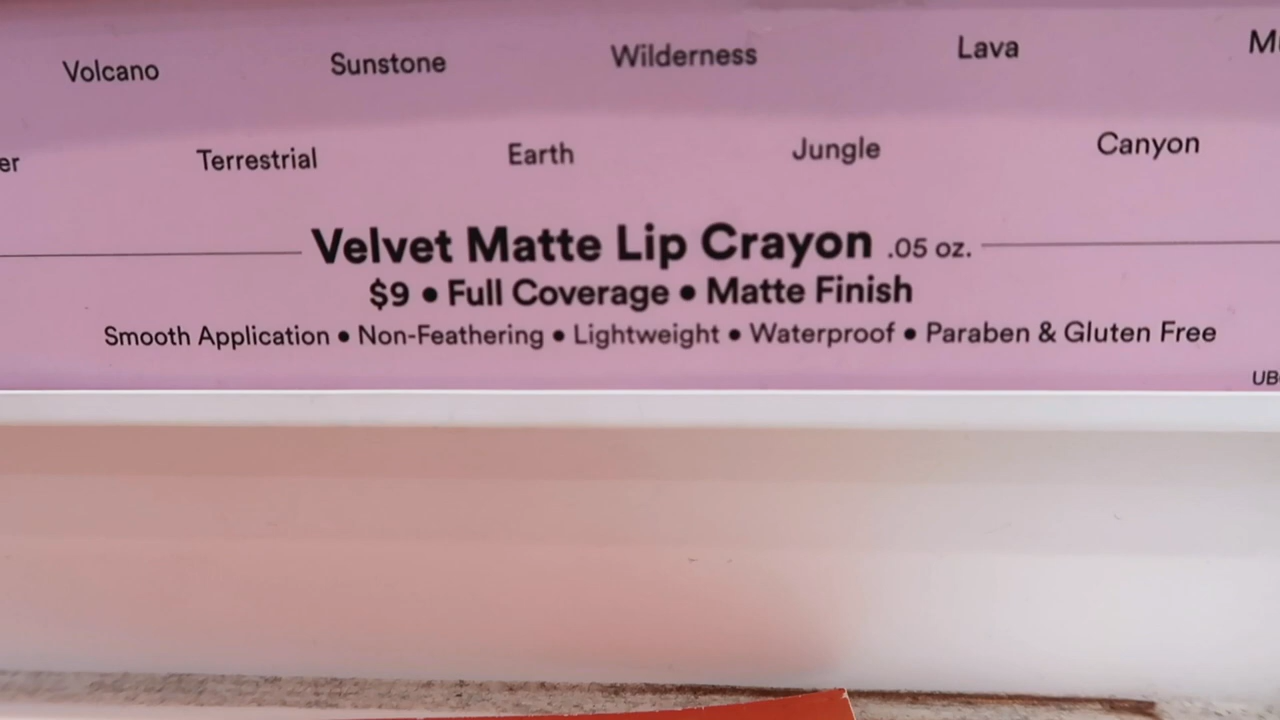 Volcano Sunstone Wilderness Lava
Terrestrial Earth Jungle Canyon
Velvet Matte Lip Crayon .05 oz.
$9 • Full Coverage • Matte Finish
Smooth Application • Non-Feathering • Lightweight • Waterproof • Paraben & Gluten Free